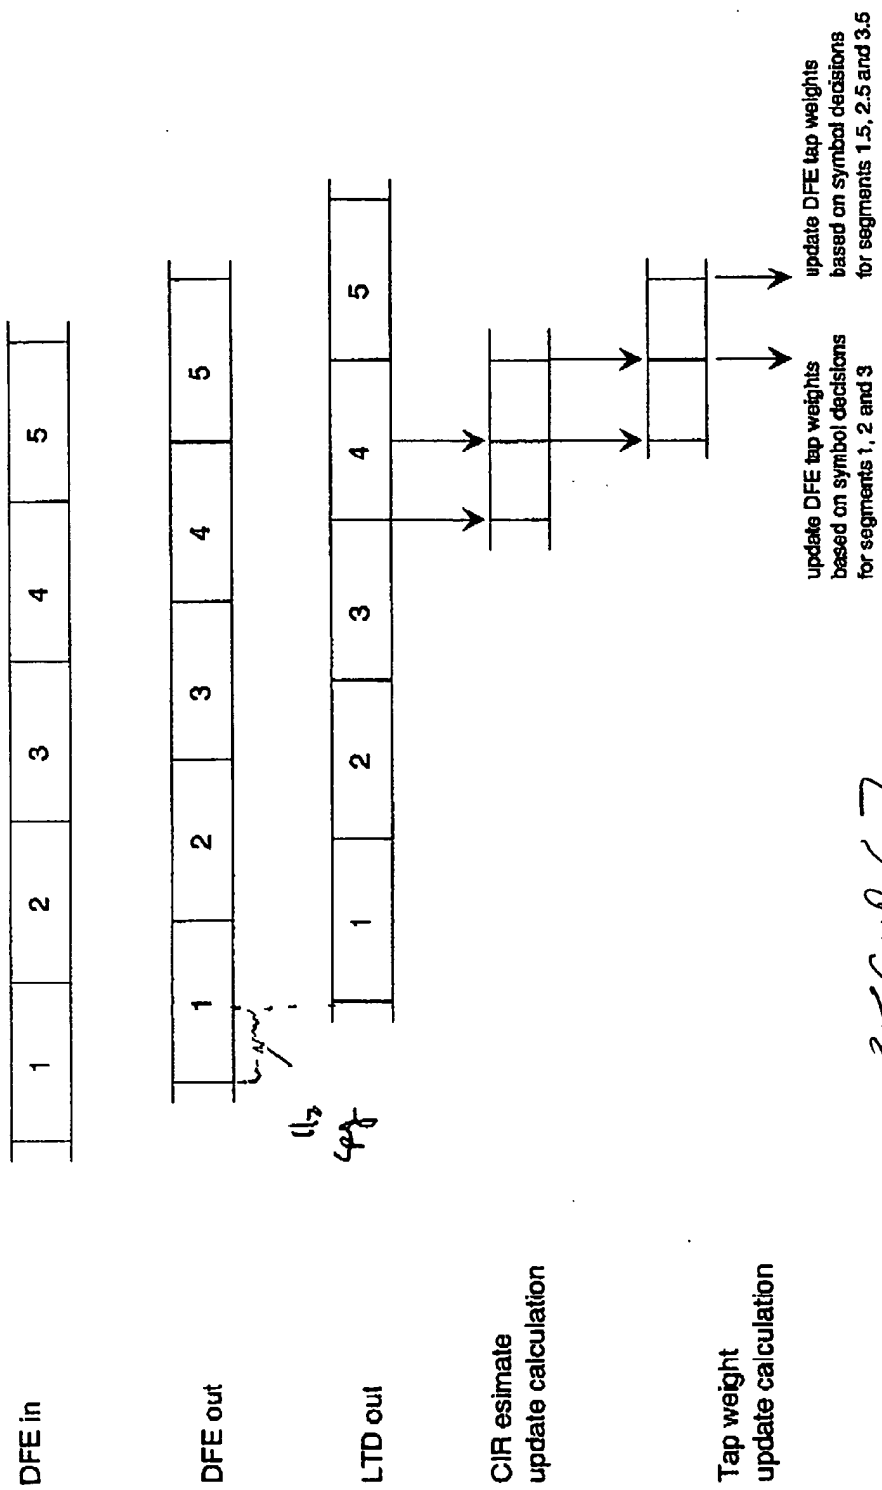 DFE in
1
2
3
4
5
DFE out
1
2
3
4
5
LTD out
1
2
3
4
5
CIR esimate
update calculation
Tap weight
update calculation
update DFE tap weights
based on symbol decisions
for segments 1, 2 and 3
update DFE tap weights
based on symbol decisions
for segments 1.5, 2.5 and 3.5